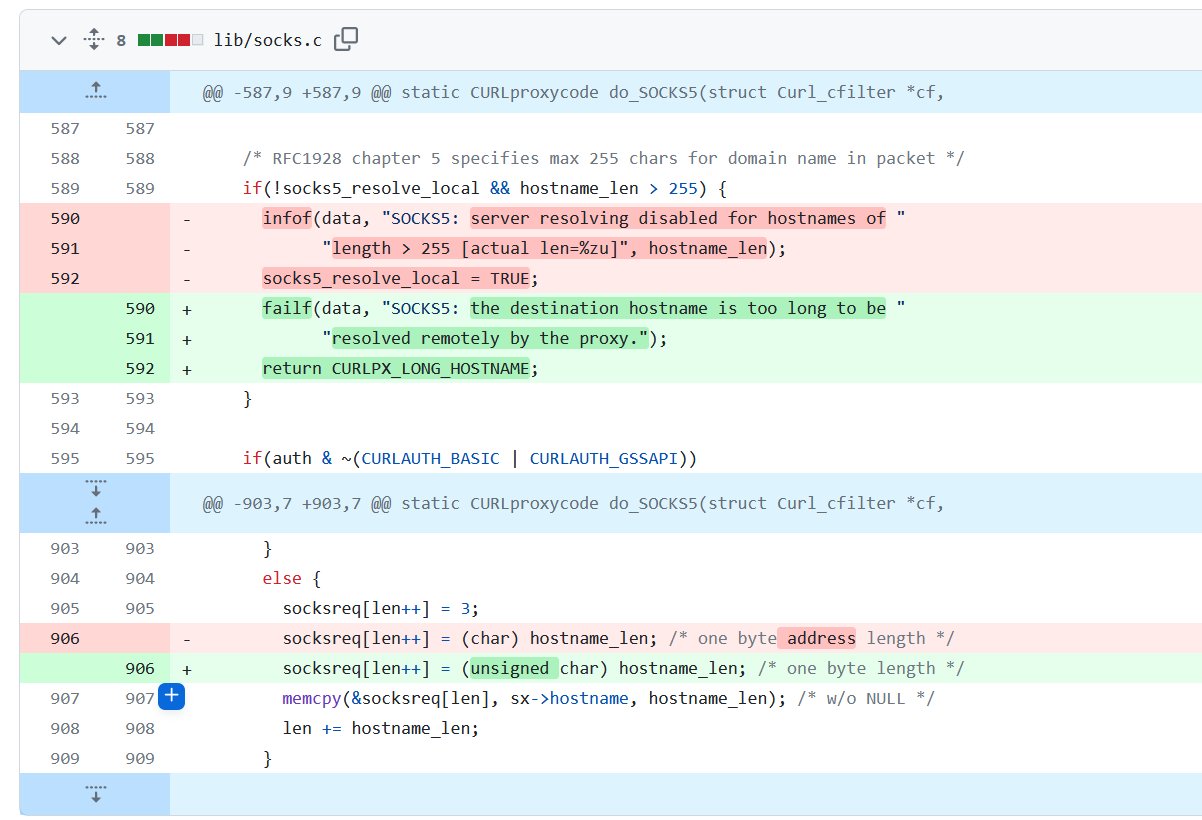 8 lib/socks.c
@@ -587,9 +587,9 @@ static CURLproxycode do_SOCKS5(struct Curl_cfilter *cf,
587 587
588 588 /* RFC1928 chapter 5 specifies max 255 chars for domain name in packet */
589 589 if(!socks5_resolve_local && hostname_len > 255) {
590 - infof(data, "SOCKS5: server resolving disabled for hostnames of "
591 - "length > 255 [actual len=%zu]", hostname_len);
592 - socks5_resolve_local = TRUE;
590 + failf(data, "SOCKS5: the destination hostname is too long to be "
591 + "resolved remotely by the proxy.");
592 + return CURLPX_LONG_HOSTNAME;
593 593 }
594 594
595 595 if(auth & ~(CURLAUTH_BASIC | CURLAUTH_GSSAPI))
@@ -903,7 +903,7 @@ static CURLproxycode do_SOCKS5(struct Curl_cfilter *cf,
903 903 }
904 904 else {
905 905 socksreq[len++] = 3;
906 - socksreq[len++] = (char) hostname_len; /* one byte address length */
906 + socksreq[len++] = (unsigned char) hostname_len; /* one byte length */
907 907 memcpy(&socksreq[len], sx->hostname, hostname_len); /* w/o NULL */
908 908 len += hostname_len;
909 909 }